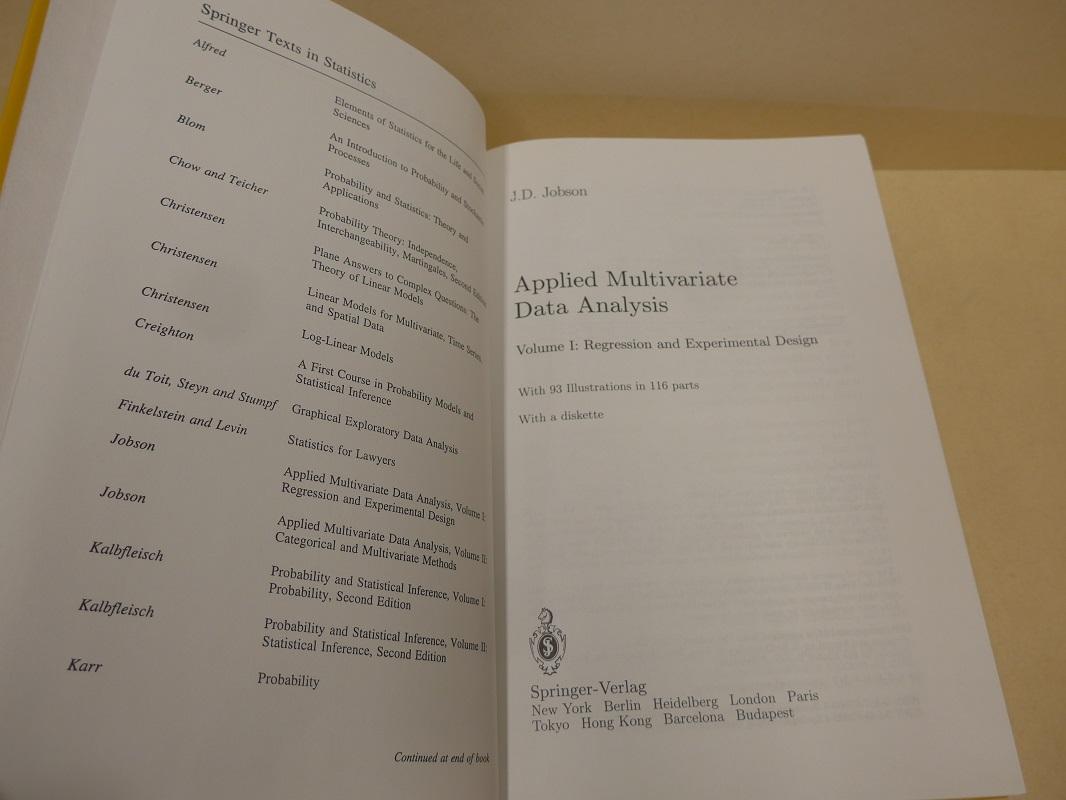 Springer Texts in Statistics
Alfred
Elements of Statistics for the Life and Social
Sciences
Berger
An Introduction to Probability and Stochastic
Processes
Blom
Probability and Statistics: Theory and
Applications
Chow and Teicher
Probability Theory: Independence,
Interchangeability, Martingales, Second Edition
Christensen
Plane Answers to Complex Questions: The
Theory of Linear Models
Christensen
Linear Models for Multivariate, Time Series,
and Spatial Data
Christensen
Log-Linear Models
Creighton
A First Course in Probability Models and
Statistical Inference
du Toit, Steyn and Stumpf
Graphical Exploratory Data Analysis
Finkelstein and Levin
Statistics for Lawyers
Jobson
Applied Multivariate Data Analysis, Volume I:
Regression and Experimental Design
Jobson
Applied Multivariate Data Analysis, Volume II:
Categorical and Multivariate Methods
Kalbfleisch
Probability and Statistical Inference, Volume I:
Probability, Second Edition
Kalbfleisch
Probability and Statistical Inference, Volume II:
Statistical Inference, Second Edition
Karr
Probability
Continued at end of book
J.D. Jobson
Applied Multivariate
Data Analysis
Volume I: Regression and Experimental Design
With 93 Illustrations in 116 parts
With a diskette
Springer-Verlag
New York Berlin Heidelberg London Paris
Tokyo Hong Kong Barcelona Budapest